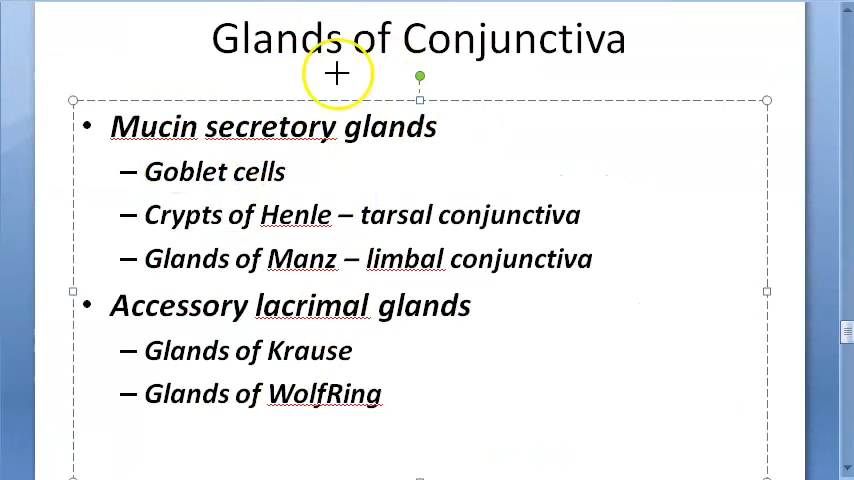 Glands of Conjunctiva
• Mucin secretory glands
– Goblet cells
– Crypts of Henle – tarsal conjunctiva
– Glands of Manz – limbal conjunctiva
• Accessory lacrimal glands
– Glands of Krause
– Glands of WolfRing